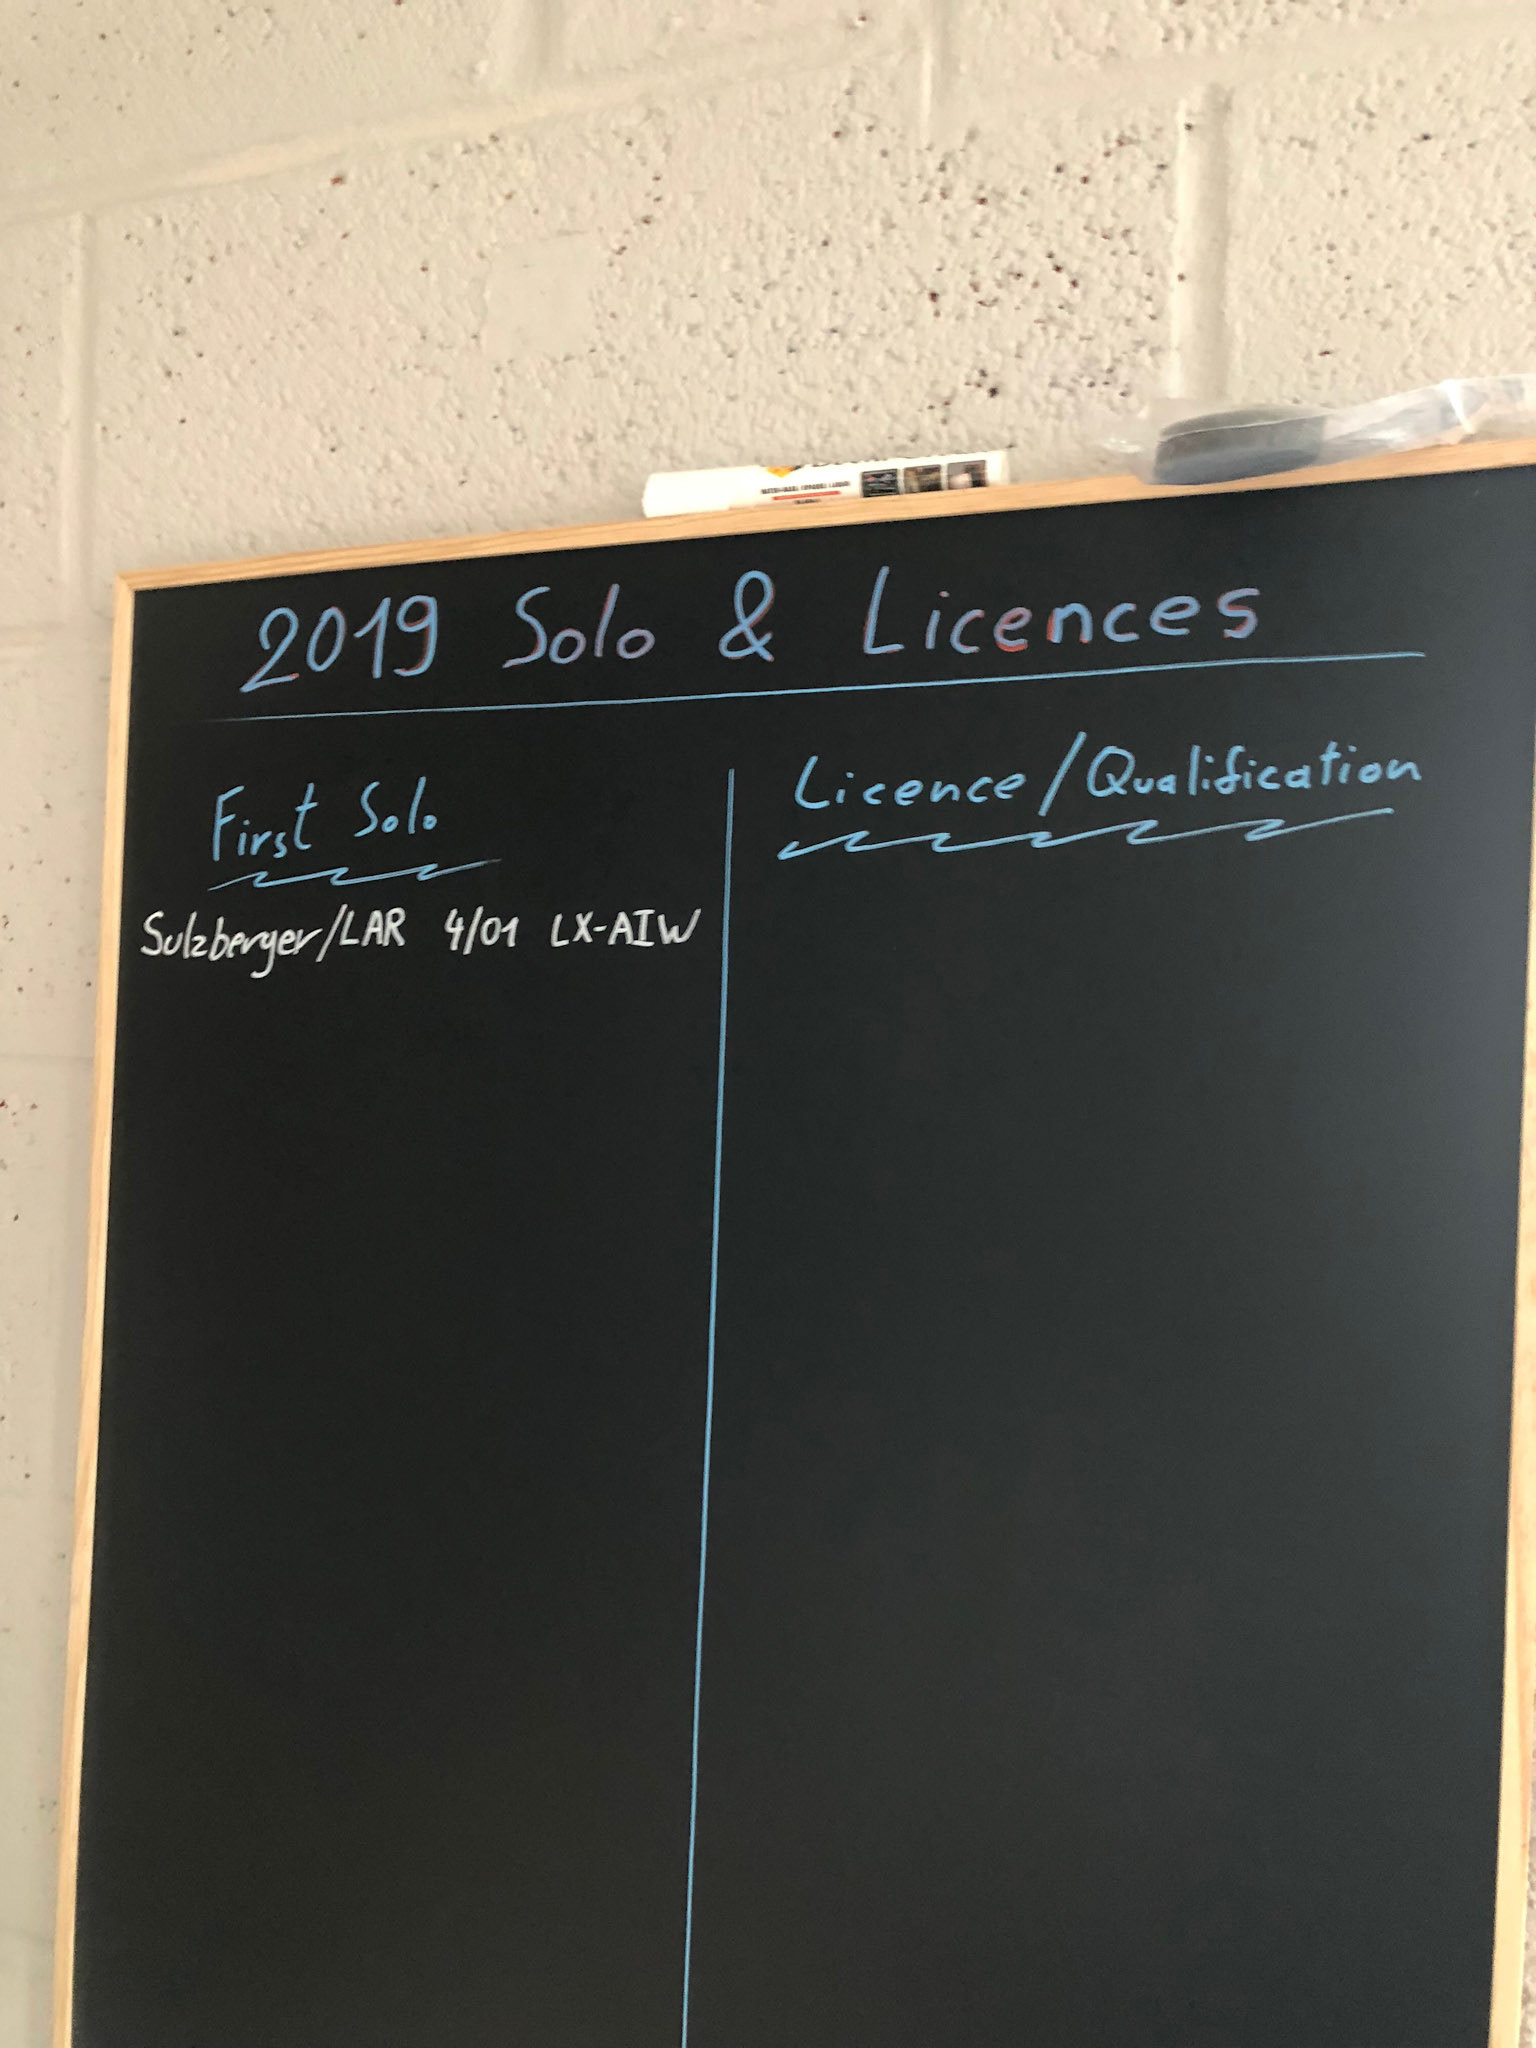 2019 Solo & Licences
First Solo
Licence/Qualification
Sulzberger/LAR 4/01 LX-AIW